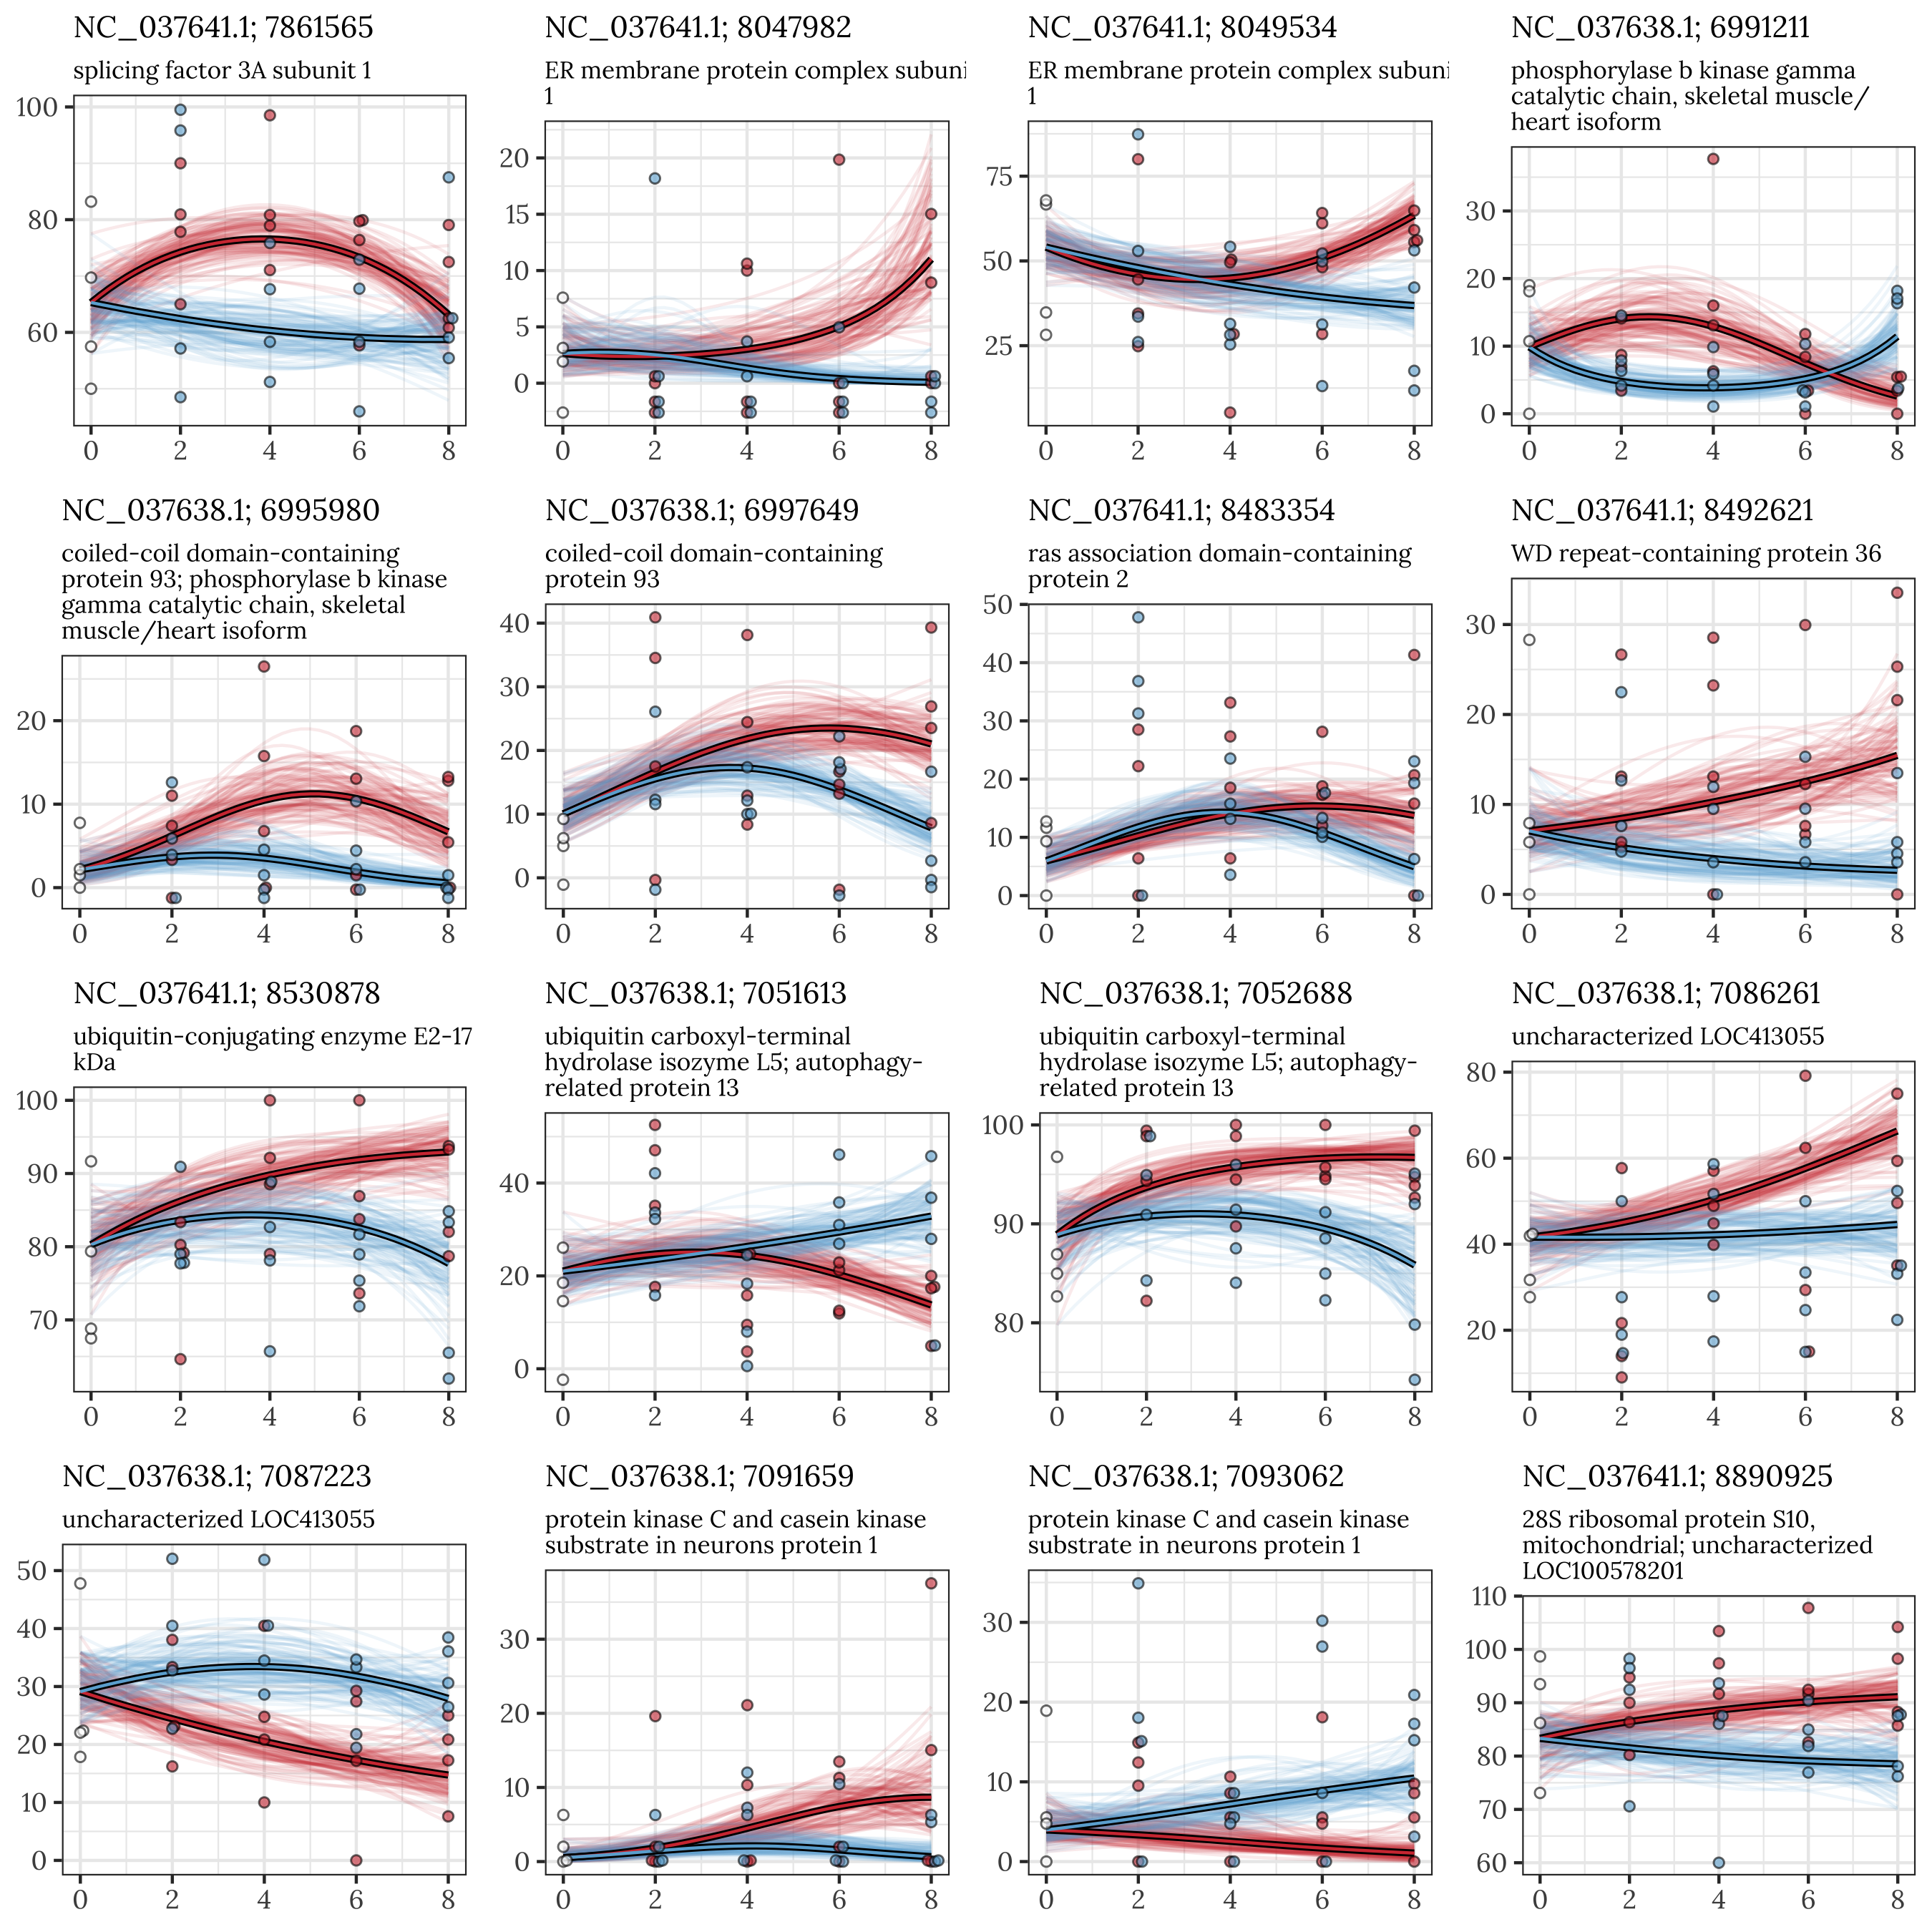 NC_037641.1; 7861565
splicing factor 3A subunit 1
100
80
60
0 2 4 6 8
NC_037641.1; 8047982
ER membrane protein complex subuni
1
20
15
10
5
0
0 2 4 6 8
NC_037641.1; 8049534
ER membrane protein complex subuni
1
75
50
25
0 2 4 6 8
NC_037638.1; 6991211
phosphorylase b kinase gamma
catalytic chain, skeletal muscle/
heart isoform
30
20
10
0
0 2 4 6 8
NC_037638.1; 6995980
coiled-coil domain-containing
protein 93; phosphorylase b kinase
gamma catalytic chain, skeletal
muscle/heart isoform
20
10
0
0 2 4 6 8
NC_037638.1; 6997649
coiled-coil domain-containing
protein 93
40
30
20
10
0
0 2 4 6 8
NC_037641.1; 8483354
ras association domain-containing
protein 2
50
40
30
20
10
0
0 2 4 6 8
NC_037641.1; 8492621
WD repeat-containing protein 36
30
20
10
0
0 2 4 6 8
NC_037641.1; 8530878
ubiquitin-conjugating enzyme E2-17
kDa
100
90
80
70
0 2 4 6 8
NC_037638.1; 7051613
ubiquitin carboxyl-terminal
hydrolase isozyme L5; autophagy-
related protein 13
40
20
0
0 2 4 6 8
NC_037638.1; 7052688
ubiquitin carboxyl-terminal
hydrolase isozyme L5; autophagy-
related protein 13
100
90
80
0 2 4 6 8
NC_037638.1; 7086261
uncharacterized LOC413055
80
60
40
20
0 2 4 6 8
NC_037638.1; 7087223
uncharacterized LOC413055
50
40
30
20
10
0
0 2 4 6 8
NC_037638.1; 7091659
protein kinase C and casein kinase
substrate in neurons protein 1
30
20
10
0
0 2 4 6 8
NC_037638.1; 7093062
protein kinase C and casein kinase
substrate in neurons protein 1
30
20
10
0
0 2 4 6 8
NC_037641.1; 8890925
28S ribosomal protein S10,
mitochondrial; uncharacterized
LOC100578201
110
100
90
80
70
60
0 2 4 6 8